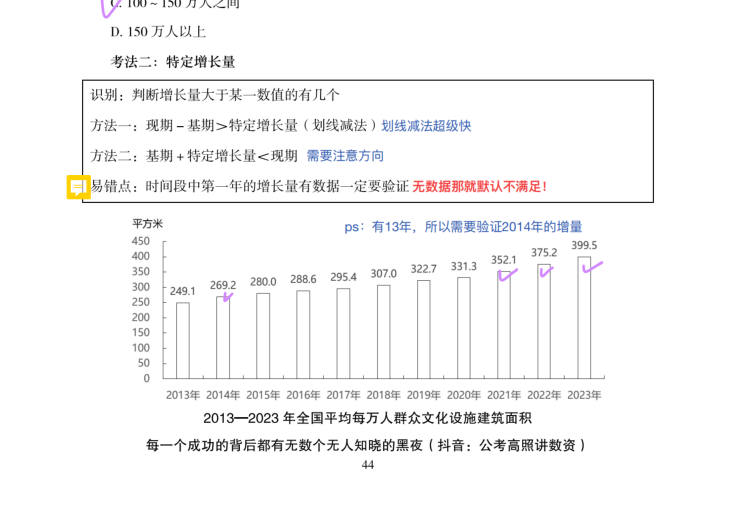 C. 100～150 万人之间
D. 150 万人以上
考法二：特定增长量
识别：判断增长量大于某一数值的有几个
方法一：现期－基期＞特定增长量（划线减法）划线减法超级快
方法二：基期＋特定增长量＜现期 需要注意方向
易错点：时间段中第一年的增长量有数据一定要验证 无数据那就默认不满足！
平方米
ps：有13年，所以需要验证2014年的增量
450
400
350
300
250
200
150
100
50
0
249.1
269.2
280.0
288.6
295.4
307.0
322.7
331.3
352.1
375.2
399.5
2013年 2014年 2015年 2016年 2017年 2018年 2019年 2020年 2021年 2022年 2023年
2013—2023 年全国平均每万人群众文化设施建筑面积
每一个成功的背后都有无数个无人知晓的黑夜（抖音：公考高照讲数资）
44